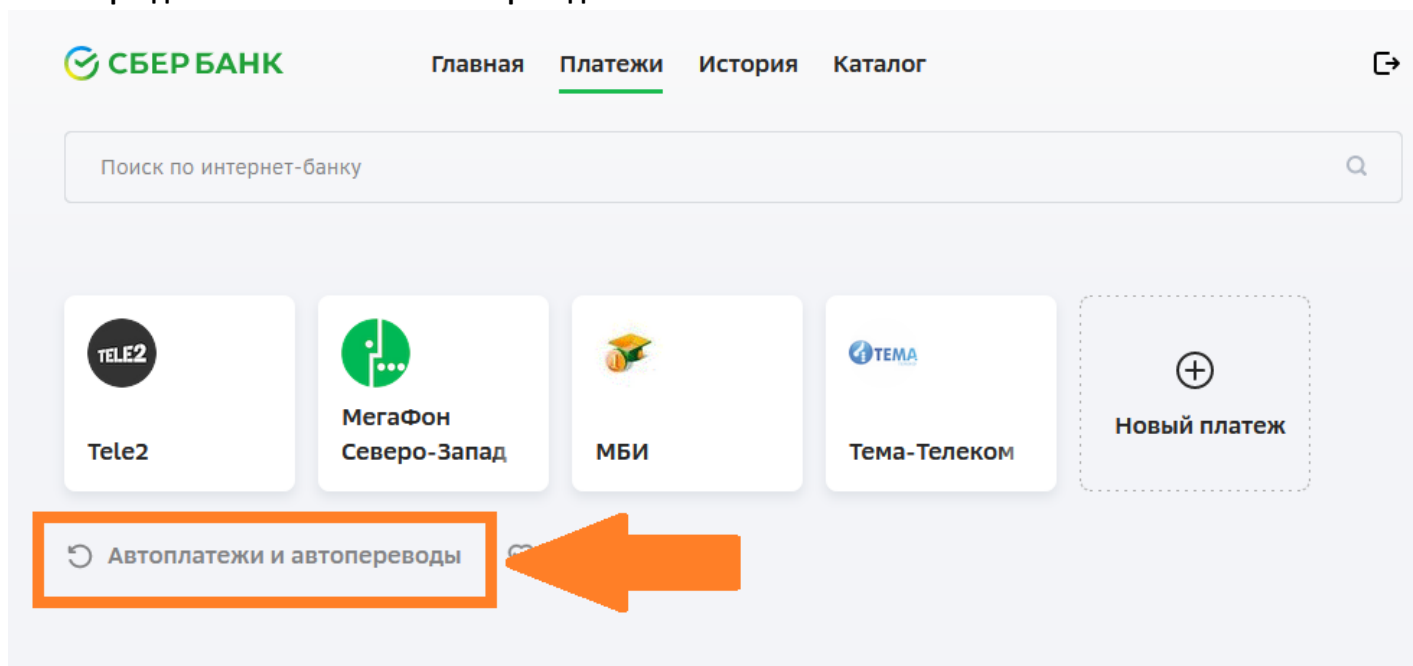 СБЕР БАНК
Главная Платежи История Каталог
Поиск по интернет-банку
TELE2
ТЕМА
МегаФон
Tele2 Северо-Запад МБИ Тема-Телеком Новый платеж
Автоплатежи и автопереводы